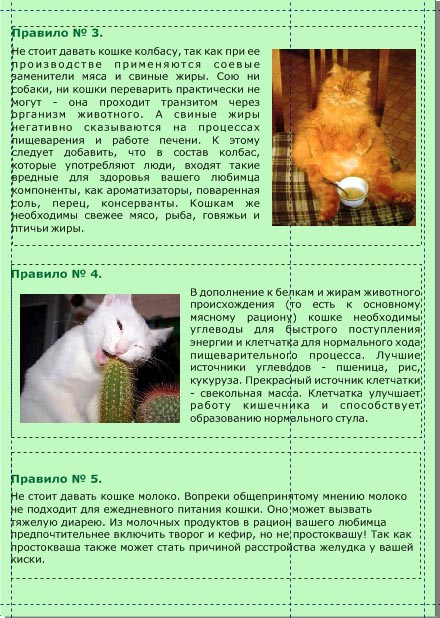 Правило № 3.
Не стоит давать кошке колбасу, так как при ее
производстве применяются соевые
заменители мяса и свиные жиры. Сою ни
собаки, ни кошки переварить практически не
могут - она проходит транзитом через
организм животного. А свиные жиры
негативно сказываются на процессах
пищеварения и работе печени. К этому
следует добавить, что в состав колбас,
которые употребляют люди, входят такие
вредные для здоровья вашего любимца
компоненты, как ароматизаторы, поваренная
соль, перец, консерванты. Кошкам же
необходимы свежее мясо, рыба, говяжьи и
птичьи жиры.
Правило № 4.
В дополнение к белкам и жирам животного
происхождения (то есть к основному
мясному рациону) кошке необходимы
углеводы для быстрого поступления
энергии и клетчатка для нормального хода
пищеварительного процесса. Лучшие
источники углеводов - пшеница, рис,
кукуруза. Прекрасный источник клетчатки
- свекольная масса. Клетчатка улучшает
работу кишечника и способствует
образованию нормального стула.
Правило № 5.
Не стоит давать кошке молоко. Вопреки общепринятому мнению молоко
не подходит для ежедневного питания кошки. Оно может вызвать
тяжелую диарею. Из молочных продуктов в рацион вашего любимца
предпочтительнее включить творог и кефир, но не простоквашу! Так как
простокваша также может стать причиной расстройства желудка у вашей
киски.